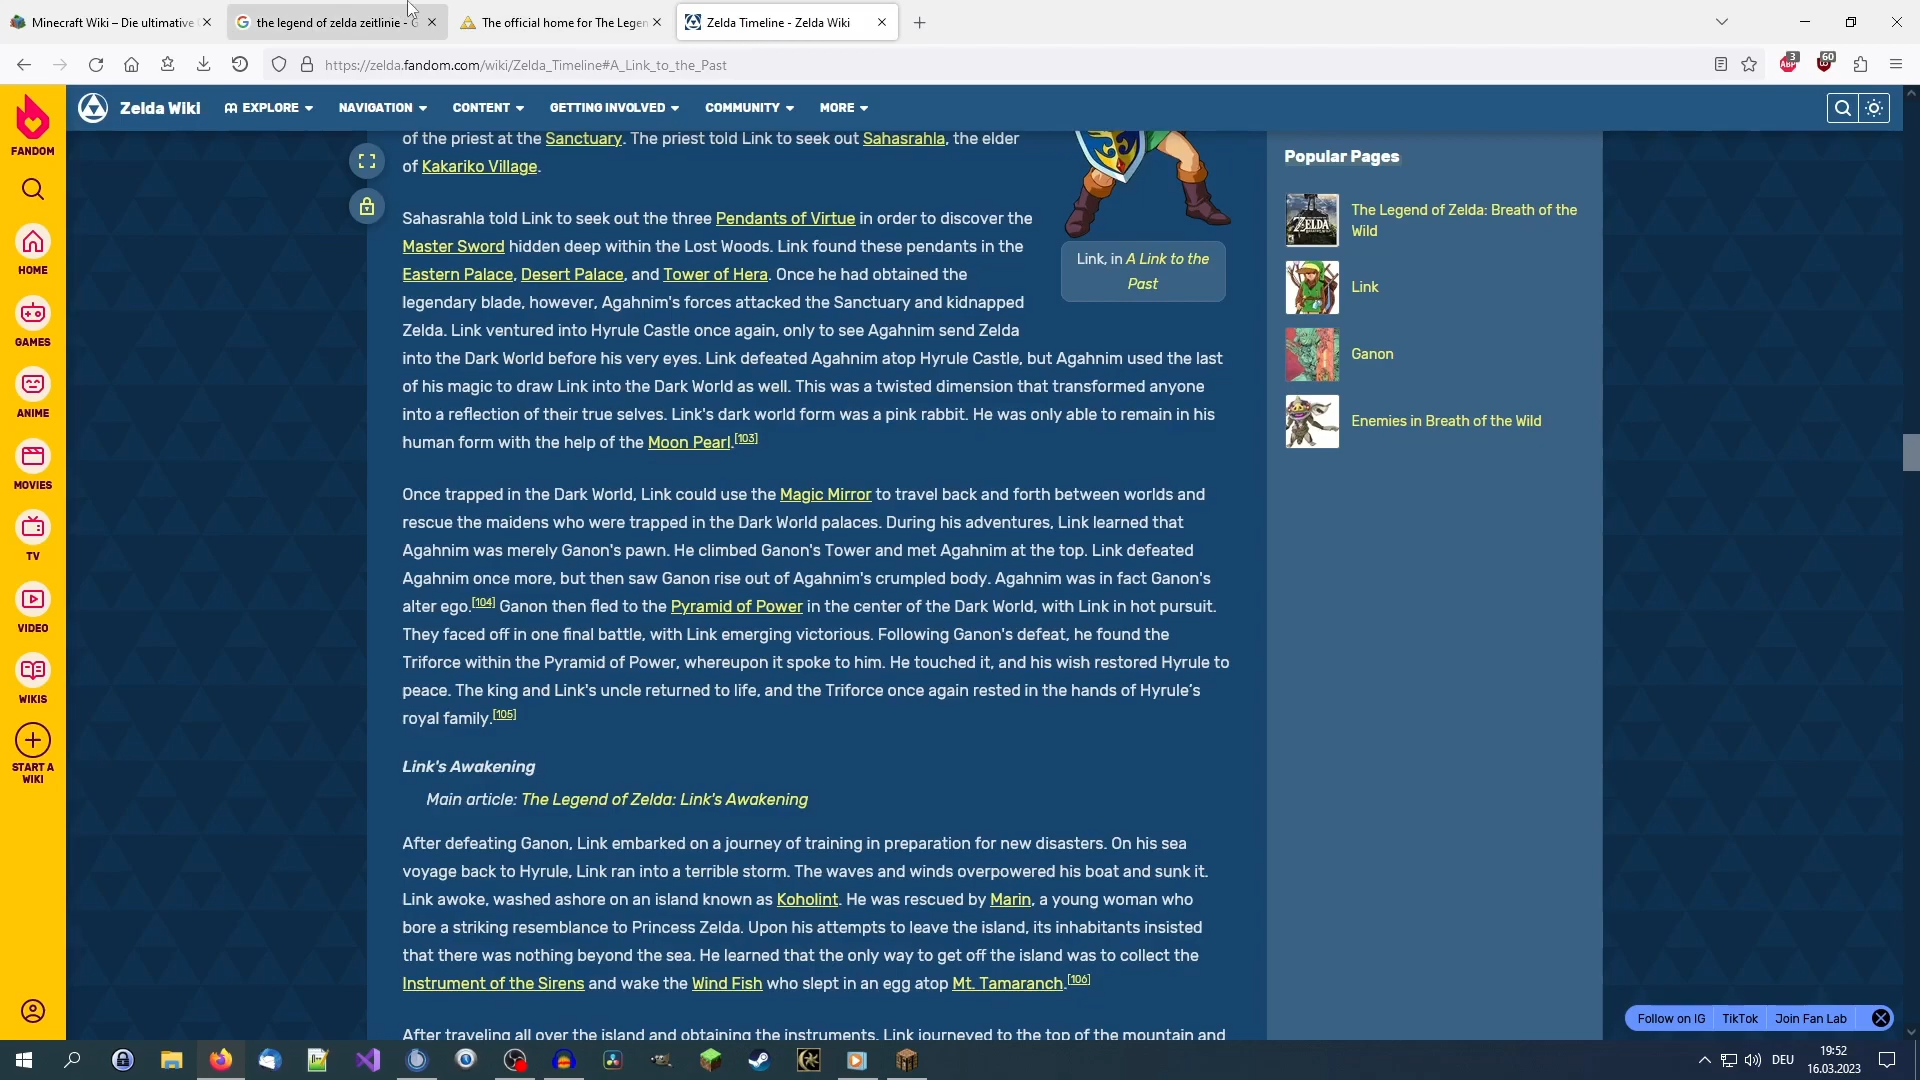 Minecraft Wiki – Die ultimative
the legend of zelda zeitlinie -
The official home for The Legen
Zelda Timeline - Zelda Wiki
https://zelda.fandom.com/wiki/Zelda_Timeline#A_Link_to_the_Past
3
ABP
60
FANDOM
Zelda Wiki
EXPLORE
NAVIGATION
CONTENT
GETTING INVOLVED
COMMUNITY
MORE
HOME
GAMES
ANIME
MOVIES
TV
VIDEO
WIKIS
START A
WIKI
of the priest at the Sanctuary. The priest told Link to seek out Sahasrahla, the elder
of Kakariko Village.
Sahasrahla told Link to seek out the three Pendants of Virtue in order to discover the
Master Sword hidden deep within the Lost Woods. Link found these pendants in the
Eastern Palace, Desert Palace, and Tower of Hera. Once he had obtained the
legendary blade, however, Agahnim's forces attacked the Sanctuary and kidnapped
Zelda. Link ventured into Hyrule Castle once again, only to see Agahnim send Zelda
into the Dark World before his very eyes. Link defeated Agahnim atop Hyrule Castle, but Agahnim used the last
of his magic to draw Link into the Dark World as well. This was a twisted dimension that transformed anyone
into a reflection of their true selves. Link's dark world form was a pink rabbit. He was only able to remain in his
human form with the help of the Moon Pearl.[103]
Link, in A Link to the
Past
Once trapped in the Dark World, Link could use the Magic Mirror to travel back and forth between worlds and
rescue the maidens who were trapped in the Dark World palaces. During his adventures, Link learned that
Agahnim was merely Ganon's pawn. He climbed Ganon's Tower and met Agahnim at the top. Link defeated
Agahnim once more, but then saw Ganon rise out of Agahnim's crumpled body. Agahnim was in fact Ganon's
alter ego.[104] Ganon then fled to the Pyramid of Power in the center of the Dark World, with Link in hot pursuit.
They faced off in one final battle, with Link emerging victorious. Following Ganon's defeat, he found the
Triforce within the Pyramid of Power, whereupon it spoke to him. He touched it, and his wish restored Hyrule to
peace. The king and Link's uncle returned to life, and the Triforce once again rested in the hands of Hyrule's
royal family.[105]
Link's Awakening
Main article: The Legend of Zelda: Link's Awakening
After defeating Ganon, Link embarked on a journey of training in preparation for new disasters. On his sea
voyage back to Hyrule, Link ran into a terrible storm. The waves and winds overpowered his boat and sunk it.
Link awoke, washed ashore on an island known as Koholint. He was rescued by Marin, a young woman who
bore a striking resemblance to Princess Zelda. Upon his attempts to leave the island, its inhabitants insisted
that there was nothing beyond the sea. He learned that the only way to get off the island was to collect the
Instrument of the Sirens and wake the Wind Fish who slept in an egg atop Mt. Tamaranch.[106]
After traveling all over the island and obtaining the instruments, Link journeyed to the top of the mountain and
Popular Pages
ZELDA
The Legend of Zelda: Breath of the
Wild
Link
Ganon
Enemies in Breath of the Wild
Follow on IG
TikTok
Join Fan Lab
DEU
19:52
16.03.2023